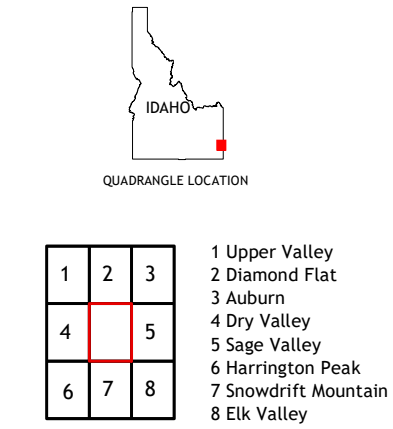 IDAHO
QUADRANGLE LOCATION
1 2 3
4 5
6 7 8
1 Upper Valley
2 Diamond Flat
3 Auburn
4 Dry Valley
5 Sage Valley
6 Harrington Peak
7 Snowdrift Mountain
8 Elk Valley